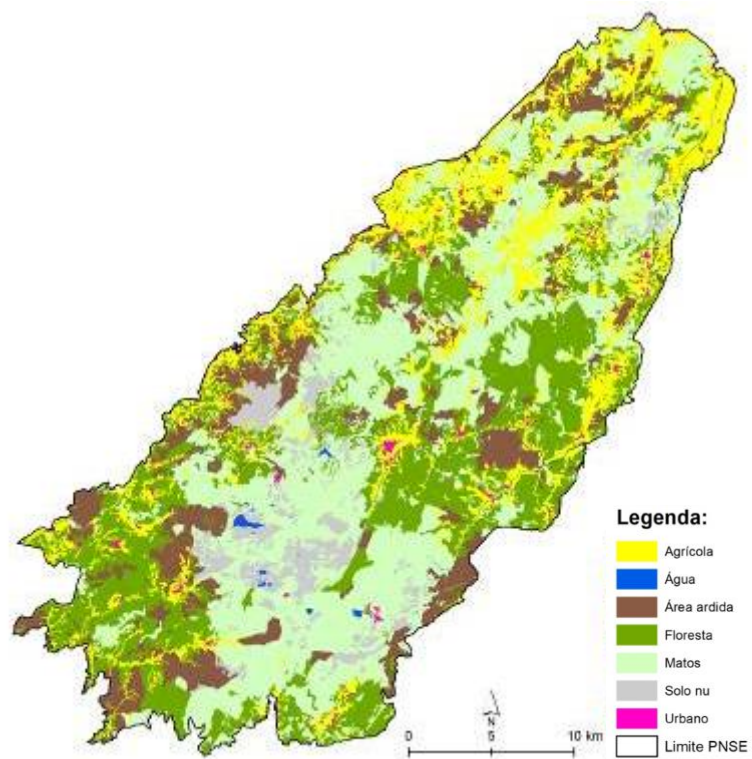 Legenda:
Agrícola
Água
Área ardida
Floresta
Matos
Solo nu
Urbano
Limite PNSE
N
0 5 10 km